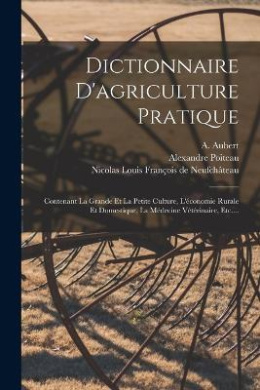 Dictionnaire
D'agriculture
Pratique
Contenant La Grande Et La Petite Culture, L'économie Rurale
Et Domestique, La Médecine Vétérinaire, Etc....
A. Aubert
Alexandre Poiteau
Nicolas Louis François de Neufchâteau